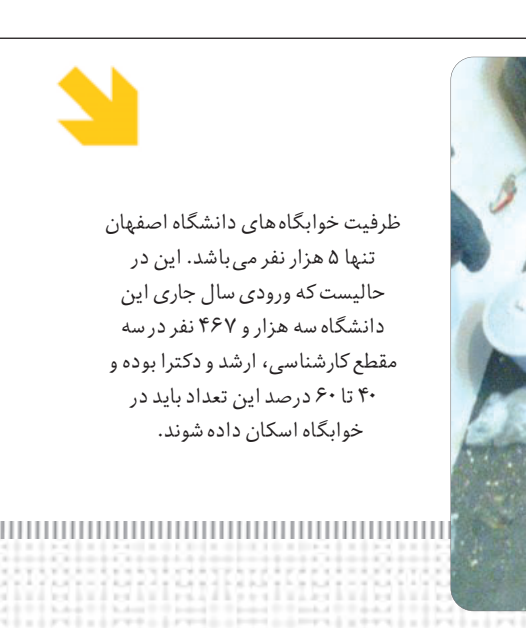 ظرفیت خوابگاه‌های دانشگاه اصفهان
تنها ۵ هزار نفر می‌باشد. این در
حالیست که ورودی سال جاری این
دانشگاه سه هزار و ۴۶۷ نفر در سه
مقطع کارشناسی، ارشد و دکترا بوده و
۴۰ تا ۶۰ درصد این تعداد باید در
خوابگاه اسکان داده شوند.